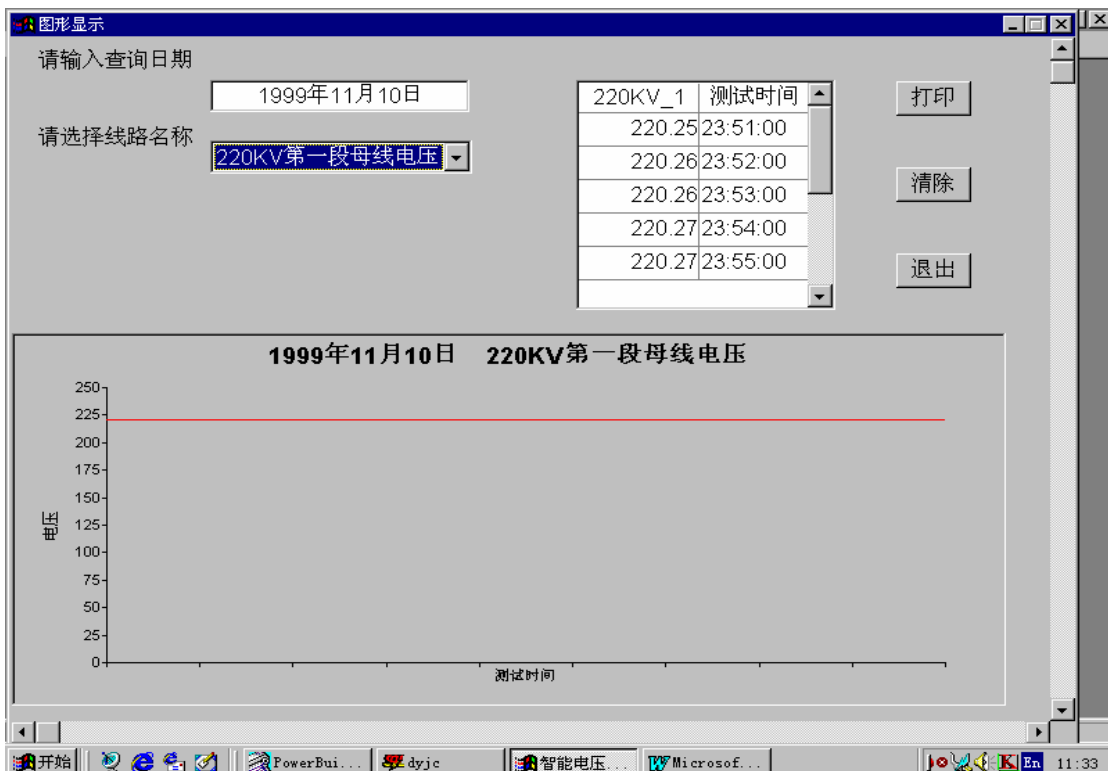 图形显示
请输入查询日期
1999年11月10日
请选择线路名称
220KV第一段母线电压
220KV_1 测试时间
220.25 23:51:00
220.26 23:52:00
220.26 23:53:00
220.27 23:54:00
220.27 23:55:00
打印
清除
退出
1999年11月10日 220KV第一段母线电压
250
225
200
175
150
125
100
75
50
25
0
电压
测试时间
开始 PowerBui... dyjc 智能电压... Microsof... En 11:33